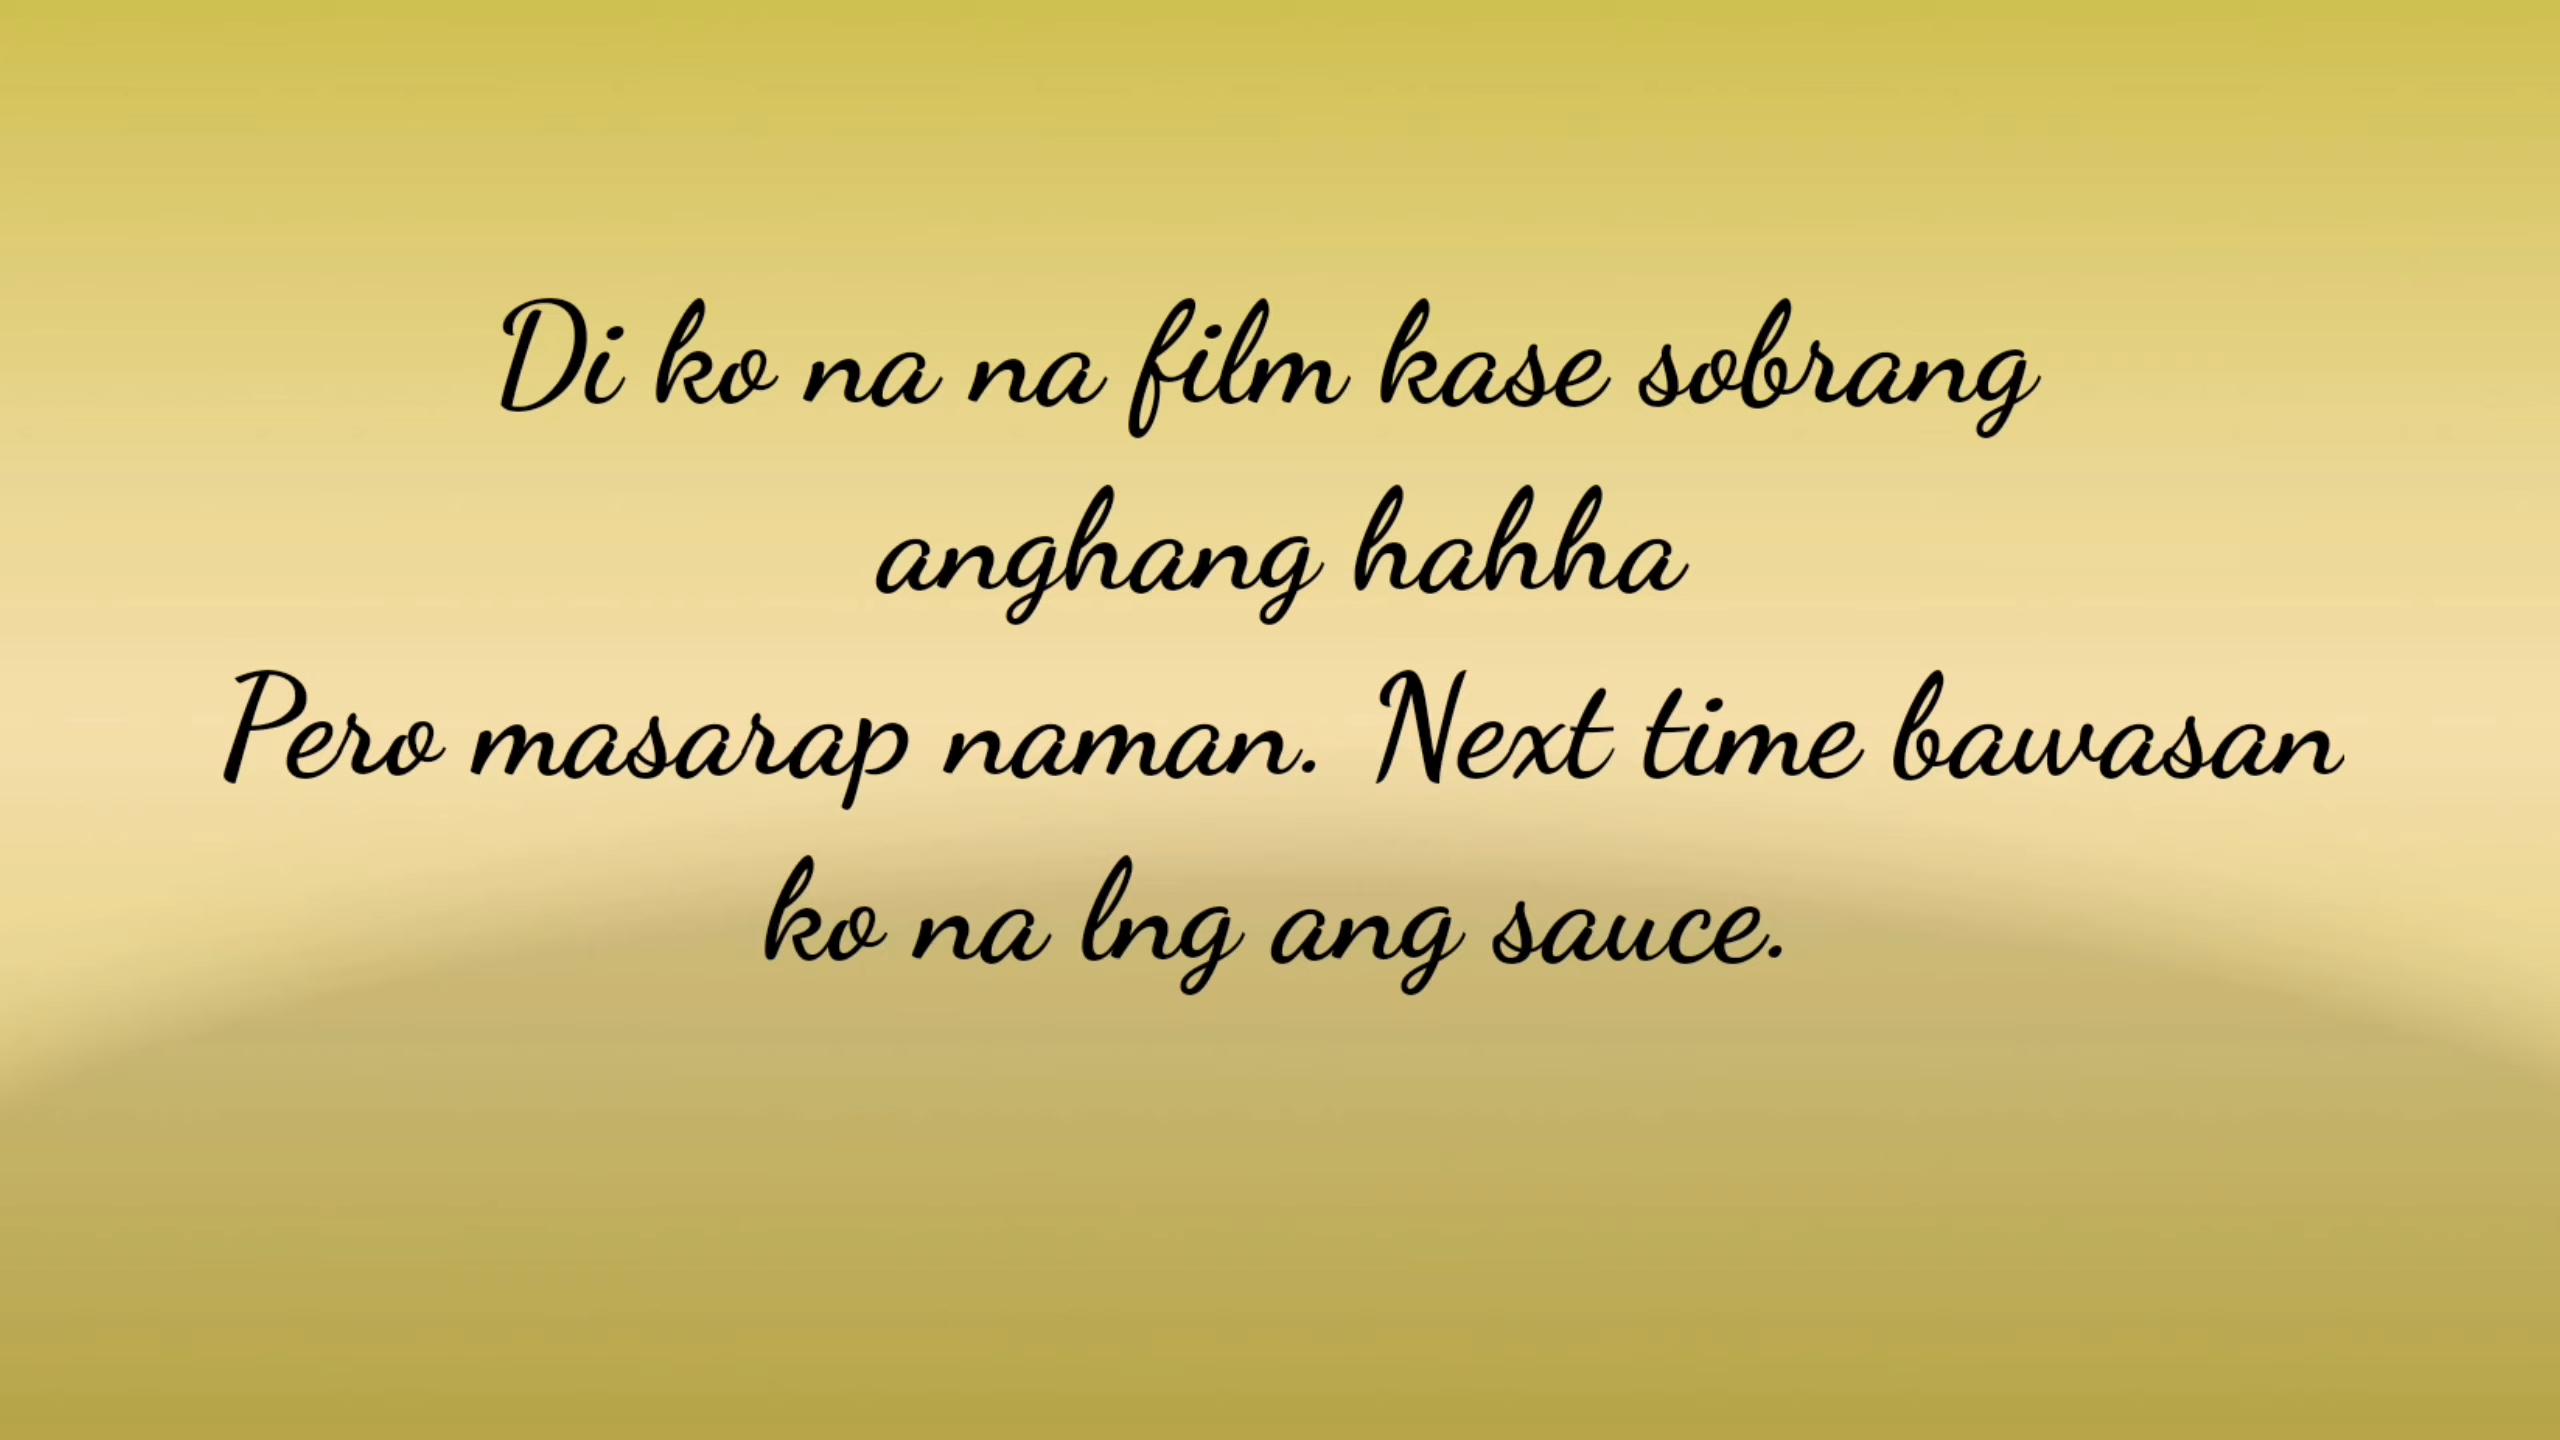 Di ko na na film kase sobrang
anghang hahha
Pero masarap naman. Next time bawasan
ko na lng ang sauce.